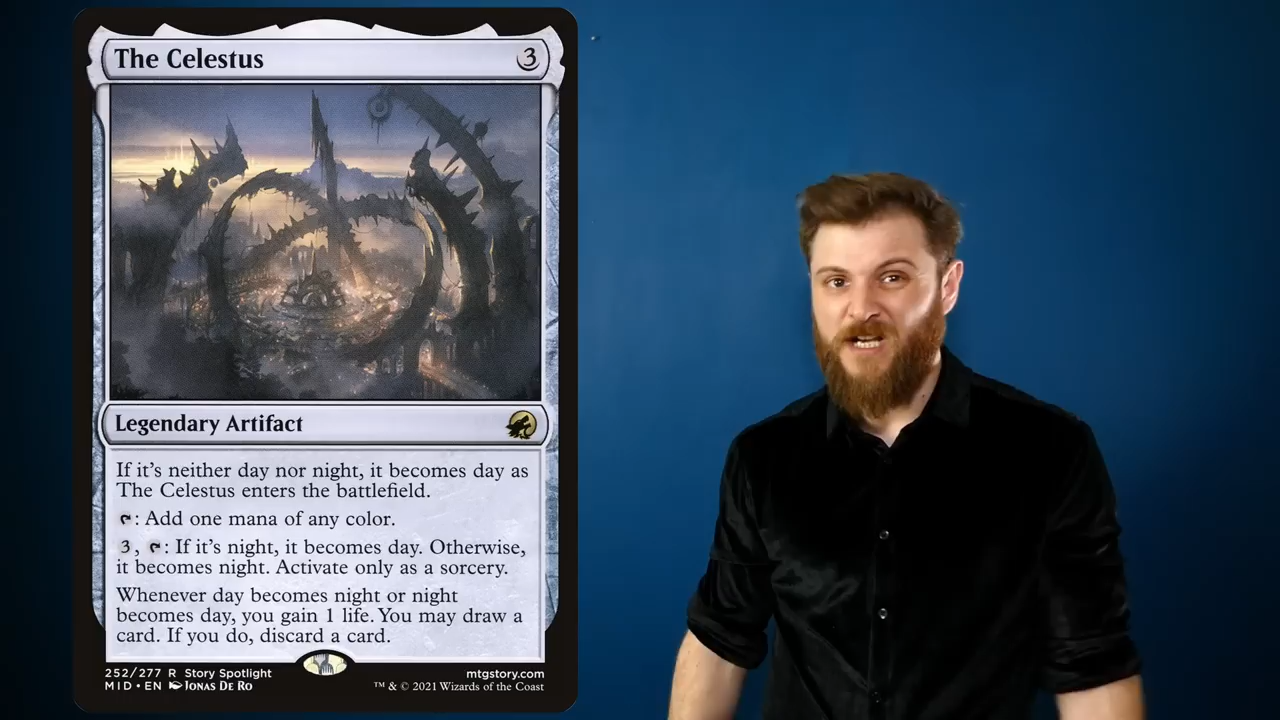 The Celestus 3
Legendary Artifact
If it's neither day nor night, it becomes day as
The Celestus enters the battlefield.
: Add one mana of any color.
3, : If it's night, it becomes day. Otherwise,
it becomes night. Activate only as a sorcery.
Whenever day becomes night or night
becomes day, you gain 1 life. You may draw a
card. If you do, discard a card.
252/277 R Story Spotlight mtgstory.com
MID • EN Jonas De Ro ™ & © 2021 Wizards of the Coast